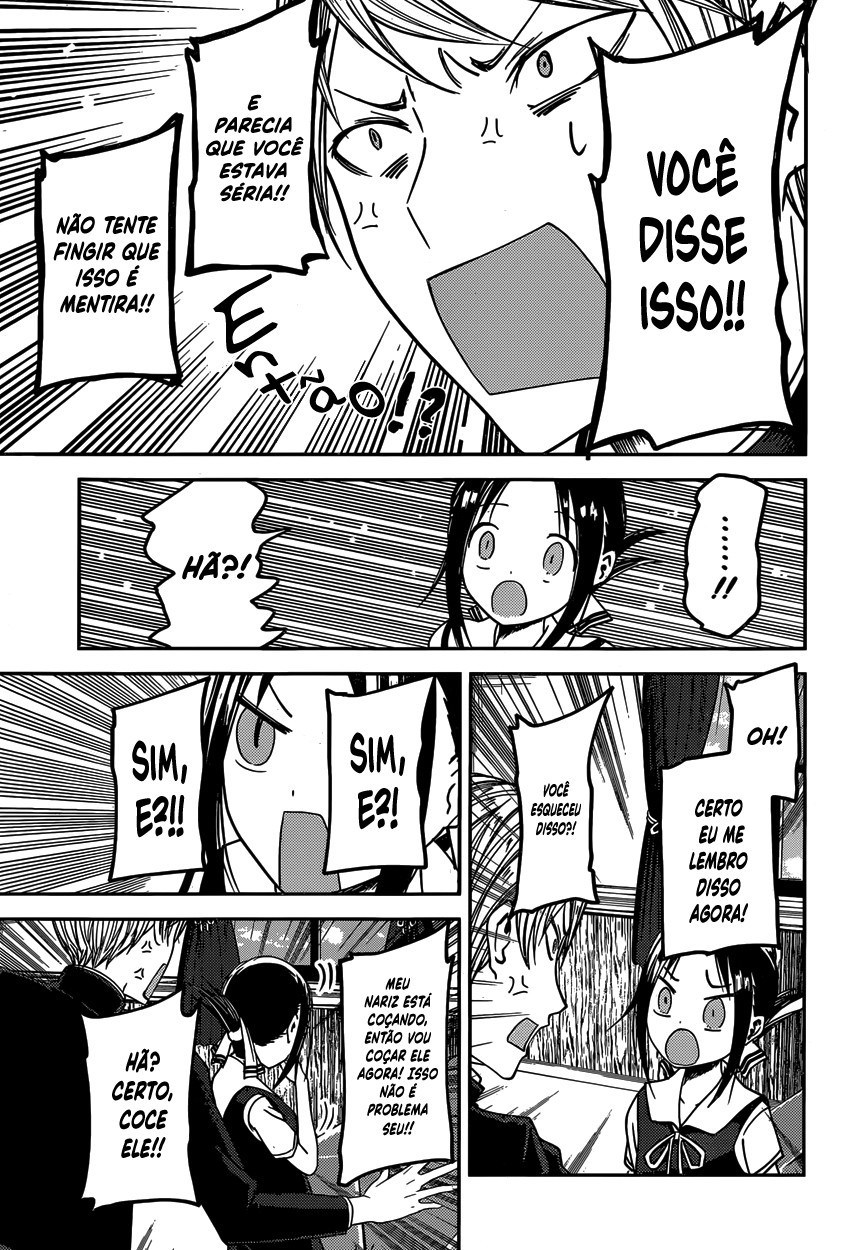 VOCÊ
DISSE
ISSO!!
E
PARECIA
QUE VOCÊ
ESTAVA
SÉRIA!!
NÃO TENTE
FINGIR QUE
ISSO É
MENTIRA!!
Então!?
......!!
HÃ?!
OH!
CERTO
EU ME
LEMBRO
DISSO
AGORA!
VOCÊ
ESQUECEU
DISSO?!
SIM,
E?!
SIM,
E?!!
MEU
NARIZ ESTÁ
COÇANDO,
ENTÃO VOU
COÇAR ELE
AGORA! ISSO
NÃO É
PROBLEMA
SEU!!
HÃ?
CERTO,
COCE
ELE!!